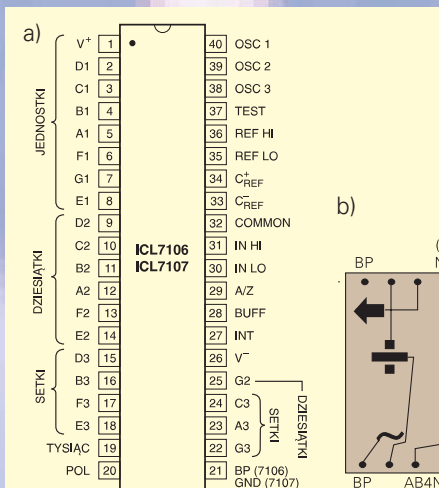 a)
V+ 1 40 OSC 1
D1 2 39 OSC 2
C1 3 38 OSC 3
B1 4 37 TEST
A1 5 36 REF HI
F1 6 35 REF LO
G1 7 34 C+REF
E1 8 33 C-REF
D2 9 32 COMMON
C2 10 31 IN HI
B2 11 30 IN LO
A2 12 29 A/Z
F2 13 28 BUFF
E2 14 27 INT
D3 15 26 V-
B3 16 25 G2
F3 17 24 C3
E3 18 23 A3
TYSIĄC 19 22 G3
POL 20 21 BP (7106)
GND (7107)
JEDNOSTKI
DZIESIĄTKI
SETKI
ICL7106
ICL7107
SETKI
DZIESIĄTKI
b)
BP
BP AB4